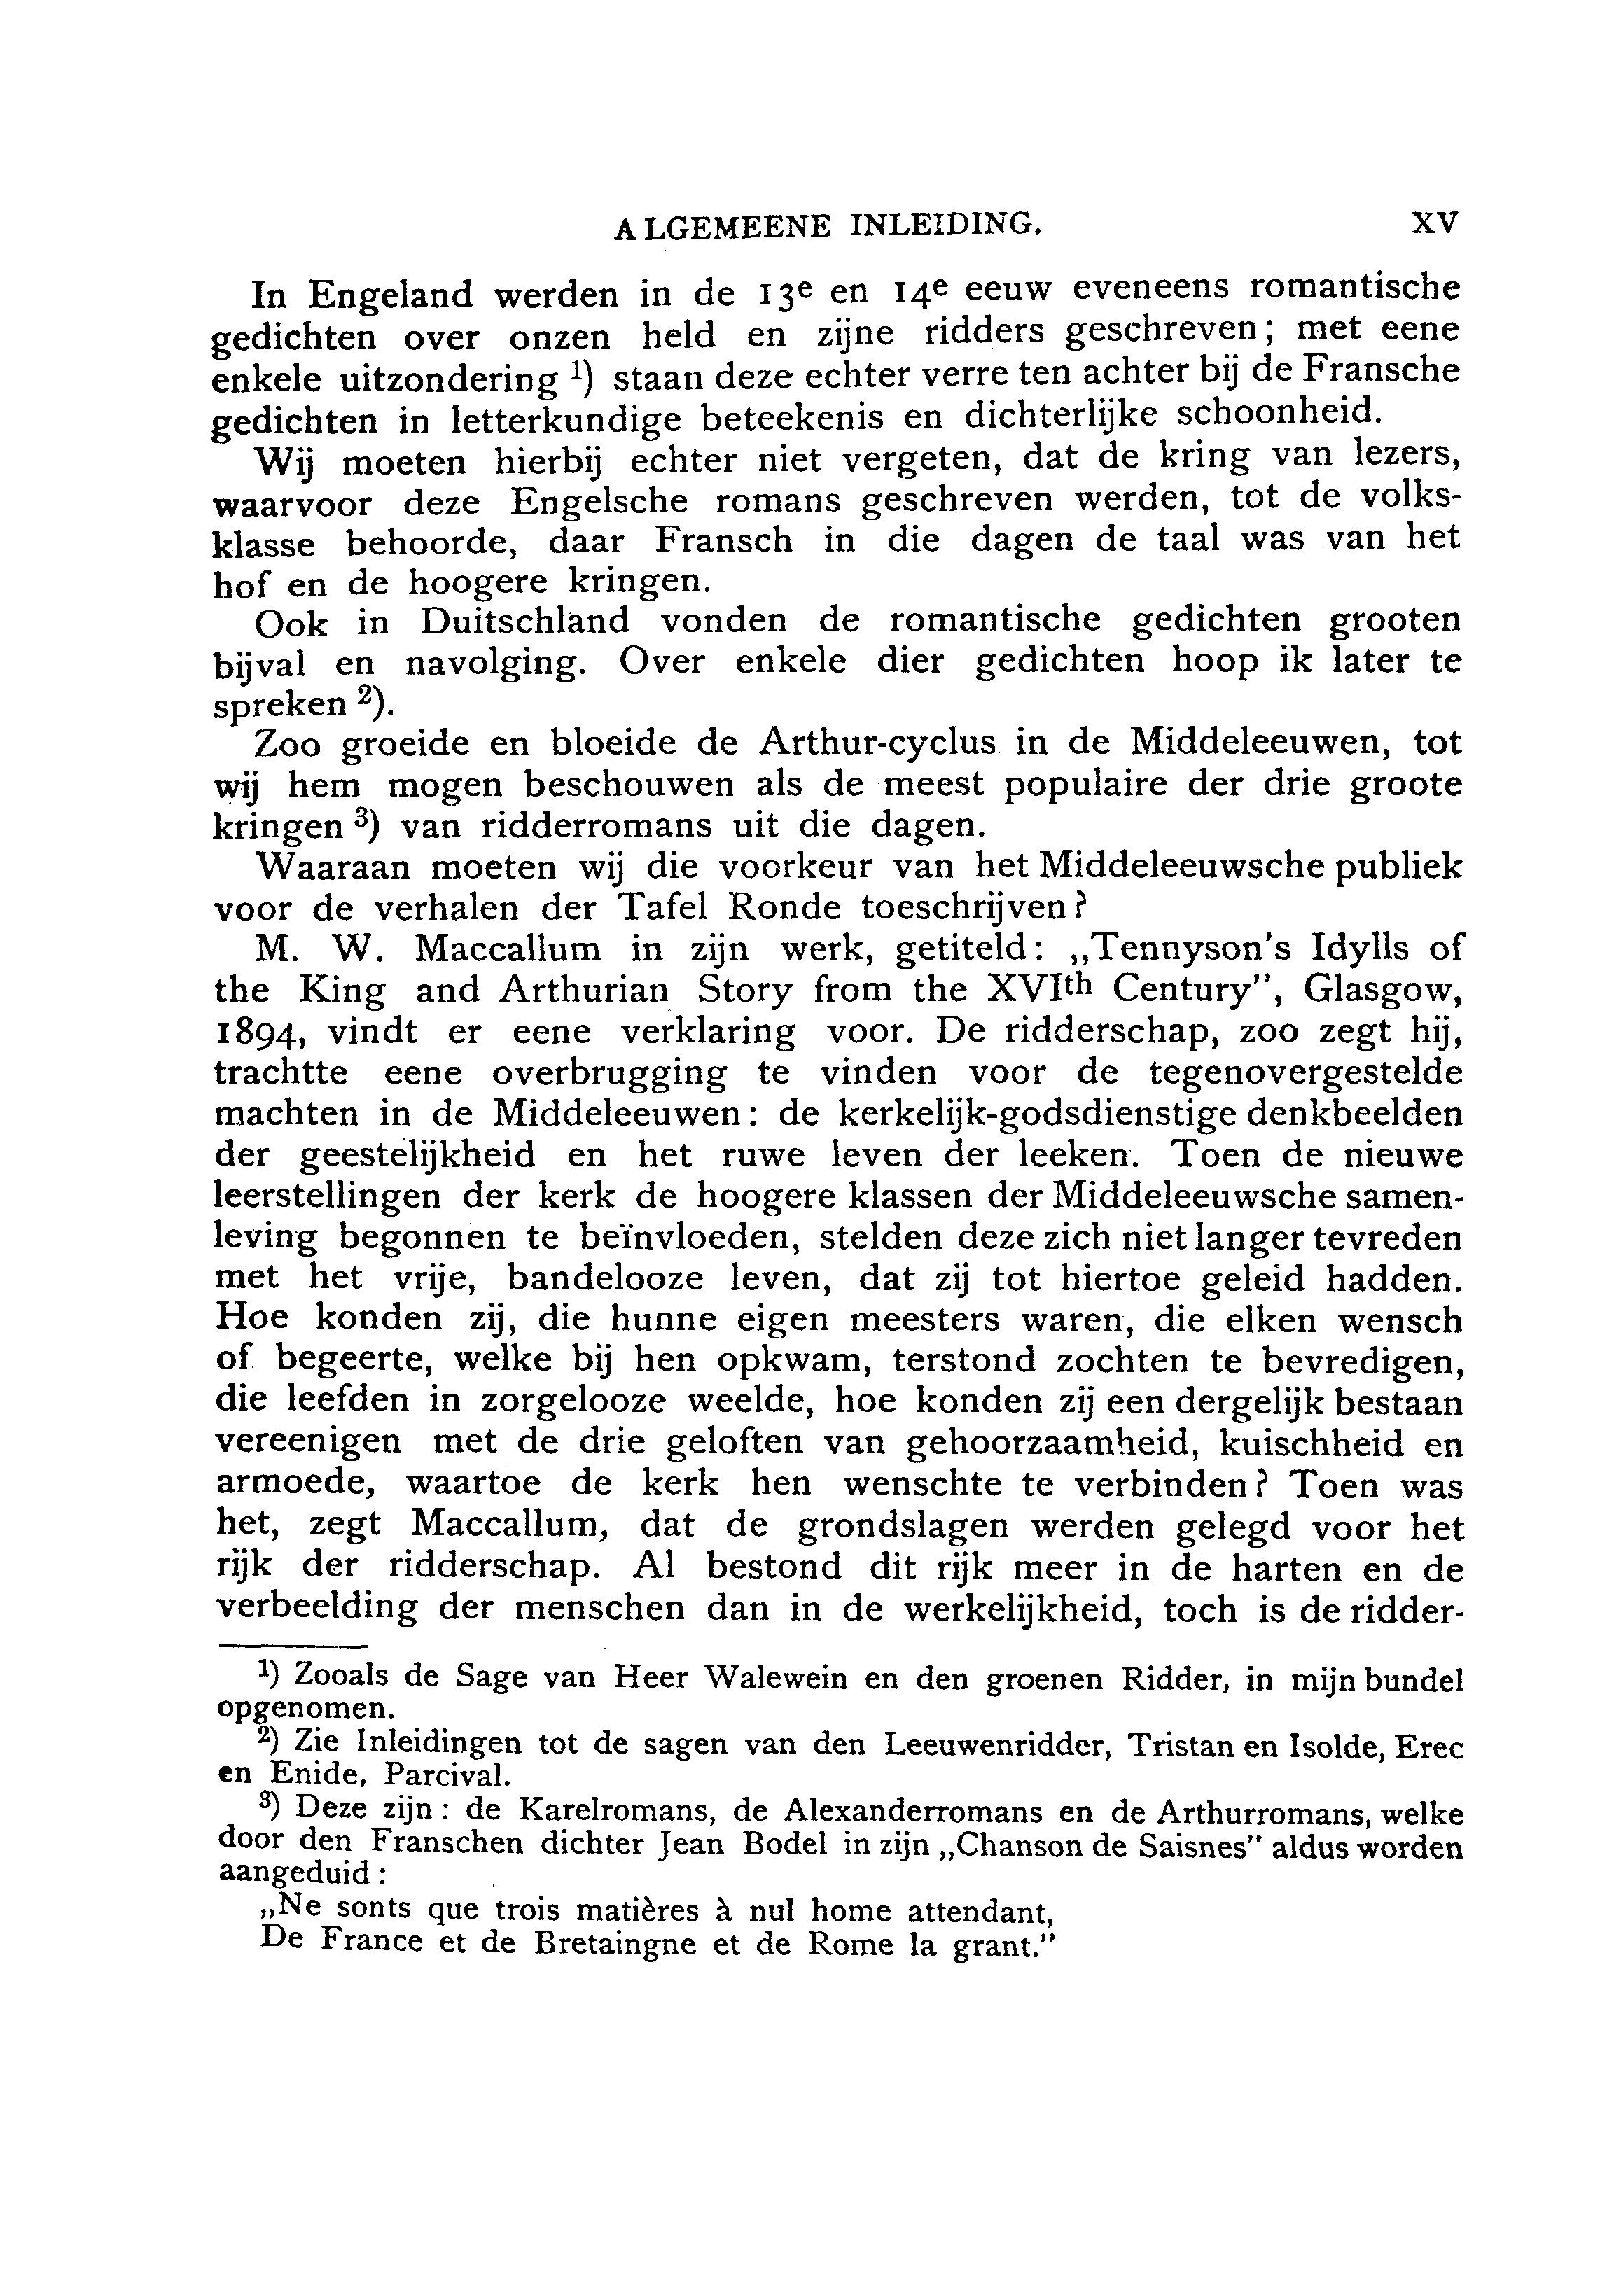 ALGEMEENE INLEIDING. XV
In Engeland werden in de 13e en 14e eeuw eveneens romantische
gedichten over onzen held en zijne ridders geschreven; met eene
enkele uitzondering ¹) staan deze echter verre ten achter bij de Fransche
gedichten in letterkundige beteekenis en dichterlijke schoonheid.
Wij moeten hierbij echter niet vergeten, dat de kring van lezers,
waarvoor deze Engelsche romans geschreven werden, tot de volks-
klasse behoorde, daar Fransch in die dagen de taal was van het
hof en de hoogere kringen.
Ook in Duitschland vonden de romantische gedichten grooten
bijval en navolging. Over enkele dier gedichten hoop ik later te
spreken ²).
Zoo groeide en bloeide de Arthur-cyclus in de Middeleeuwen, tot
wij hem mogen beschouwen als de meest populaire der drie groote
kringen ³) van ridderromans uit die dagen.
Waaraan moeten wij die voorkeur van het Middeleeuwsche publiek
voor de verhalen der Tafel Ronde toeschrijven?
M. W. Maccallum in zijn werk, getiteld: „Tennyson's Idylls of
the King and Arthurian Story from the XVIth Century”, Glasgow,
1894, vindt er eene verklaring voor. De ridderschap, zoo zegt hij,
trachtte eene overbrugging te vinden voor de tegenovergestelde
machten in de Middeleeuwen: de kerkelijk-godsdienstige denkbeelden
der geestelijkheid en het ruwe leven der leeken. Toen de nieuwe
leerstellingen der kerk de hoogere klassen der Middeleeuwsche samen-
leving begonnen te beïnvloeden, stelden deze zich niet langer tevreden
met het vrije, bandelooze leven, dat zij tot hiertoe geleid hadden.
Hoe konden zij, die hunne eigen meesters waren, die elken wensch
of begeerte, welke bij hen opkwam, terstond zochten te bevredigen,
die leefden in zorgelooze weelde, hoe konden zij een dergelijk bestaan
vereenigen met de drie geloften van gehoorzaamheid, kuischheid en
armoede, waartoe de kerk hen wenschte te verbinden? Toen was
het, zegt Maccallum, dat de grondslagen werden gelegd voor het
rijk der ridderschap. Al bestond dit rijk meer in de harten en de
verbeelding der menschen dan in de werkelijkheid, toch is de ridder-
¹) Zooals de Sage van Heer Walewein en den groenen Ridder, in mijn bundel
opgenomen.
²) Zie Inleidingen tot de sagen van den Leeuwenridder, Tristan en Isolde, Erec
en Enide, Parcival.
³) Deze zijn: de Karelromans, de Alexanderromans en de Arthurromans, welke
door den Franschen dichter Jean Bodel in zijn „Chanson de Saisnes” aldus worden
aangeduid:
„Ne sonts que trois matières à nul home attendant,
De France et de Bretaingne et de Rome la grant.”